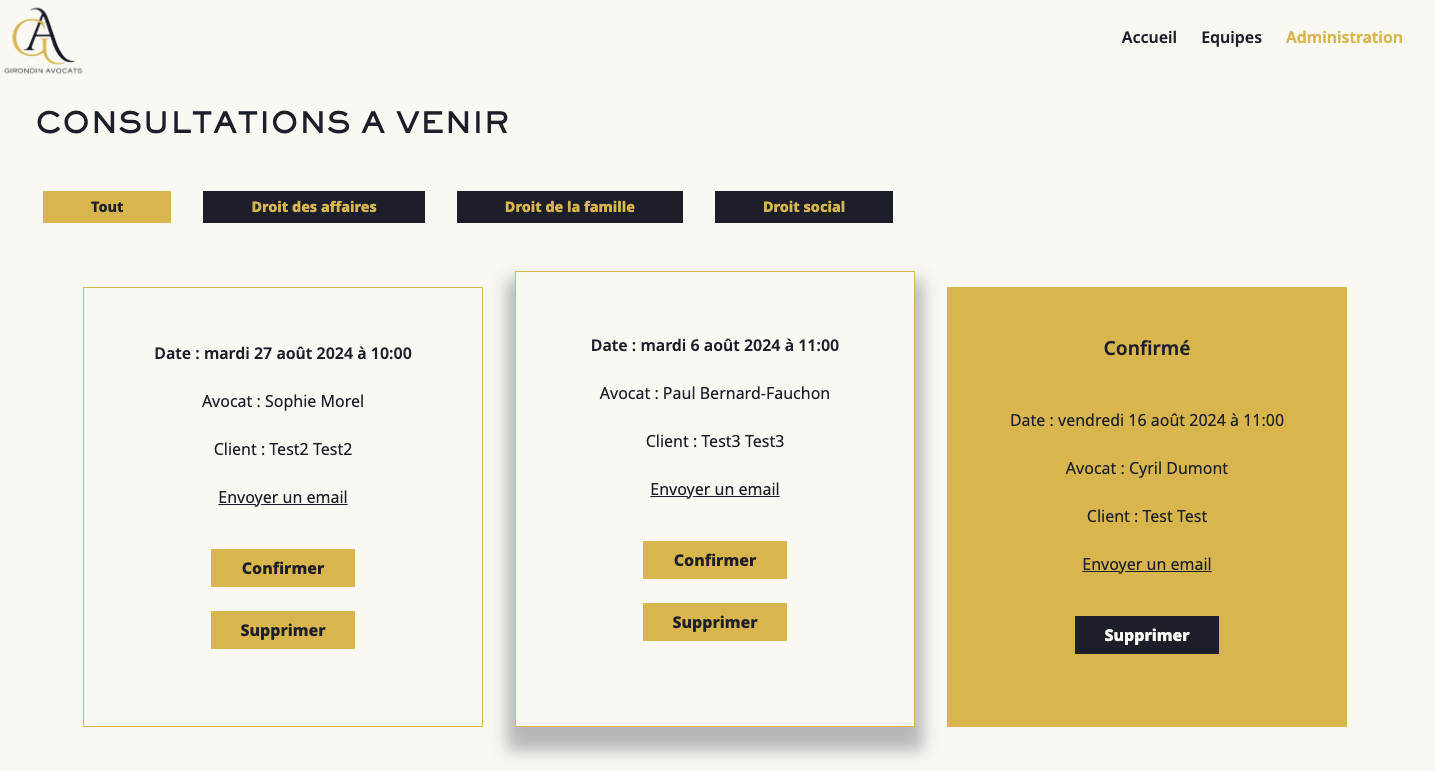 GIRONDIN AVOCATS
Accueil Equipes Administration
CONSULTATIONS A VENIR
Tout Droit des affaires Droit de la famille Droit social
Date : mardi 27 août 2024 à 10:00
Avocat : Sophie Morel
Client : Test2 Test2
Envoyer un email
Confirmer
Supprimer
Date : mardi 6 août 2024 à 11:00
Avocat : Paul Bernard-Fauchon
Client : Test3 Test3
Envoyer un email
Confirmer
Supprimer
Confirmé
Date : vendredi 16 août 2024 à 11:00
Avocat : Cyril Dumont
Client : Test Test
Envoyer un email
Supprimer